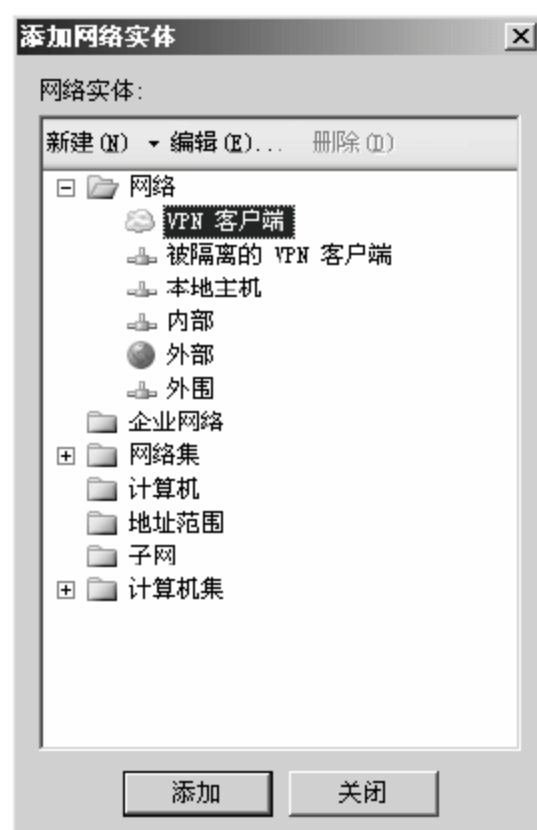 添加网络实体
网络实体:
新建(N) 编辑(E)... 删除(D)
网络
VPN 客户端
被隔离的 VPN 客户端
本地主机
内部
外部
外围
企业网络
网络集
计算机
地址范围
子网
计算机集
添加 关闭